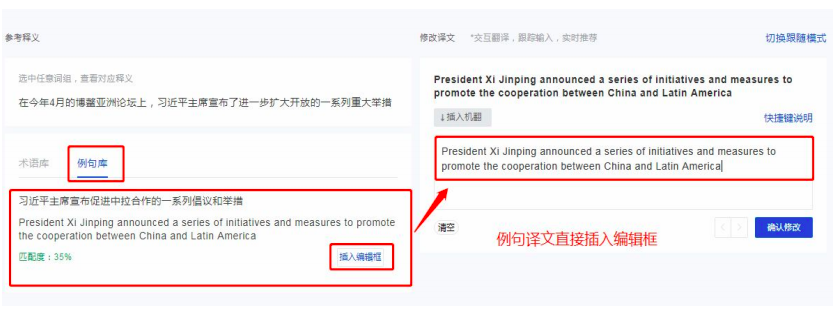 参考释义
选中任意词组，查看对应释义
在今年4月的博鳌亚洲论坛上，习近平主席宣布了进一步扩大开放的一系列重大举措
术语库 例句库
习近平主席宣布促进中拉合作的一系列倡议和举措
President Xi Jinping announced a series of initiatives and measures to promote
the cooperation between China and Latin America
匹配度：35% 插入编辑框
修改译文 *交互翻译，跟踪输入，实时推荐 切换跟随模式
President Xi Jinping announced a series of initiatives and measures to
promote the cooperation between China and Latin America
↓插入机翻 快捷键说明
President Xi Jinping announced a series of initiatives and measures to
promote the cooperation between China and Latin America
清空 < > 确认修改
例句译文直接插入编辑框